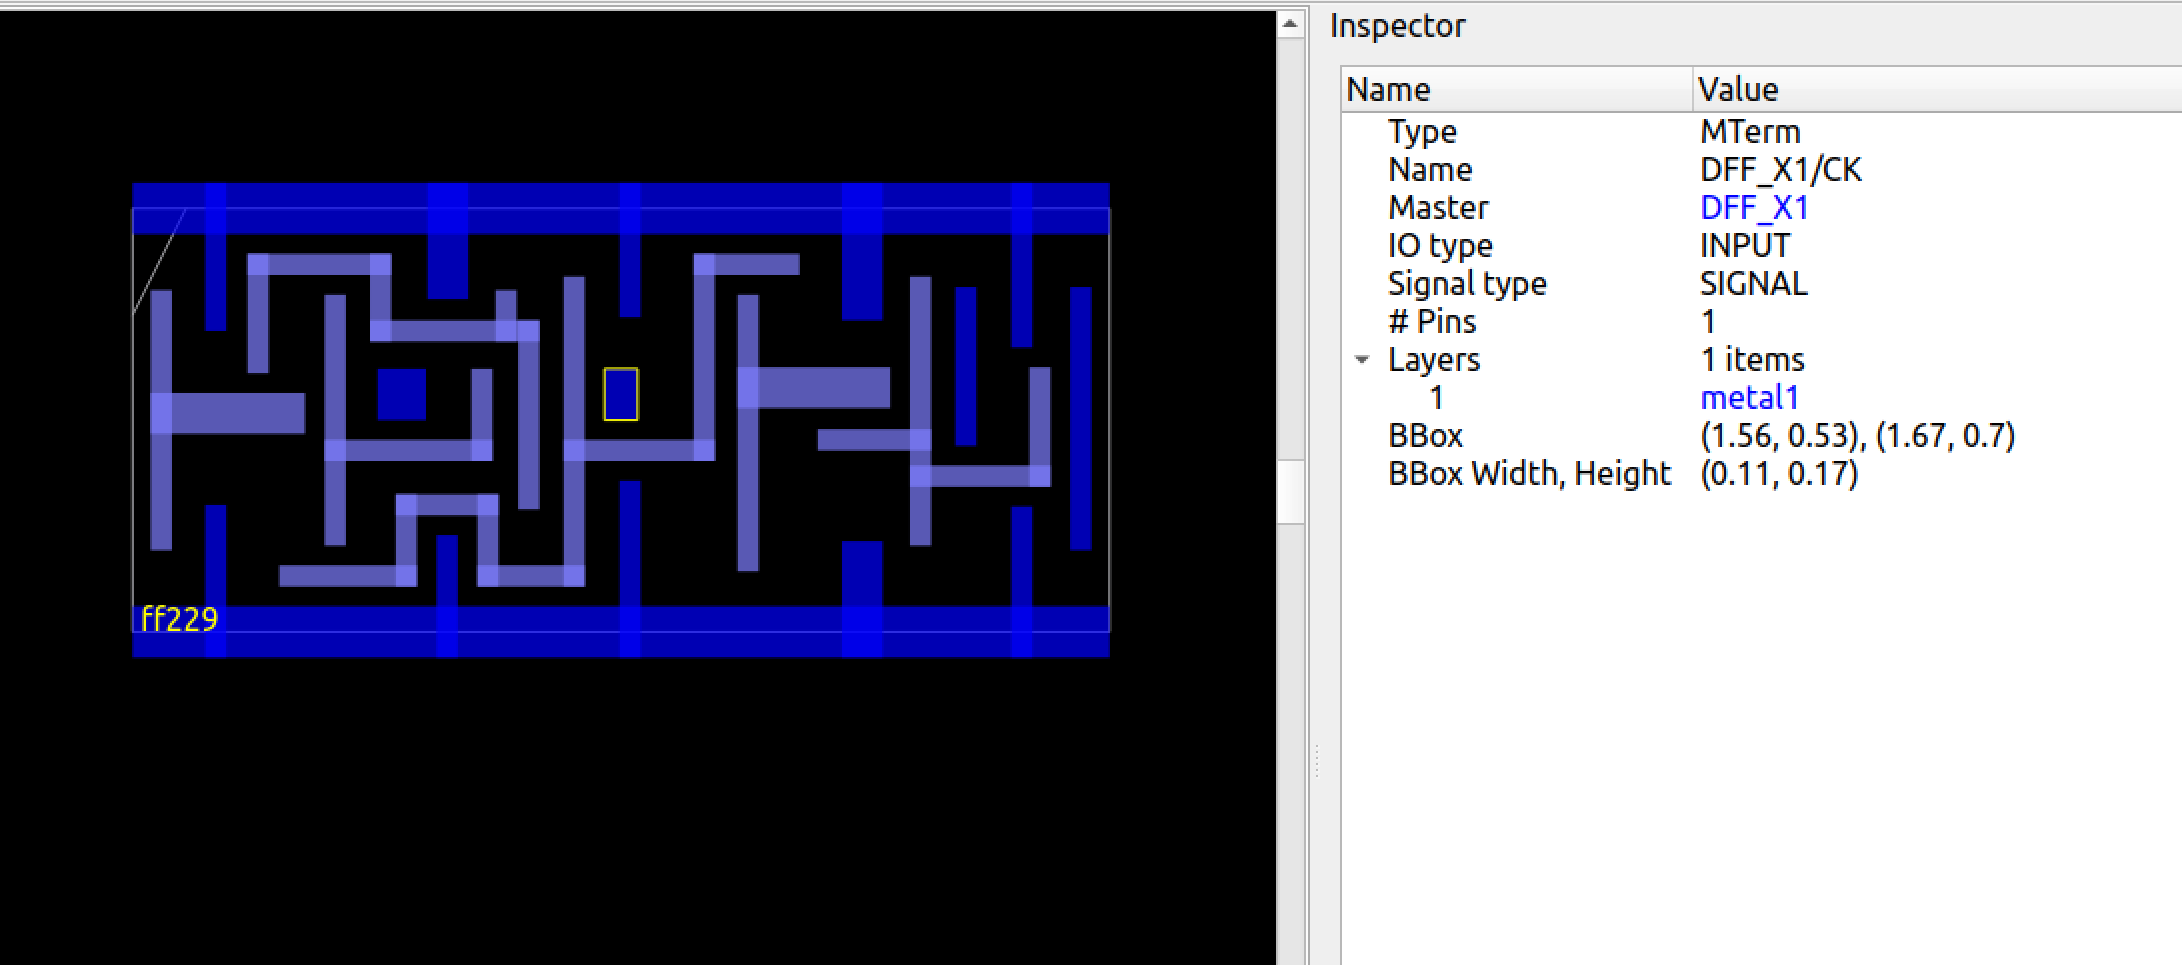 ff229
Inspector
Name Value
Type MTerm
Name DFF_X1/CK
Master DFF_X1
IO type INPUT
Signal type SIGNAL
# Pins 1
Layers 1 items
1 metal1
BBox (1.56, 0.53), (1.67, 0.7)
BBox Width, Height (0.11, 0.17)